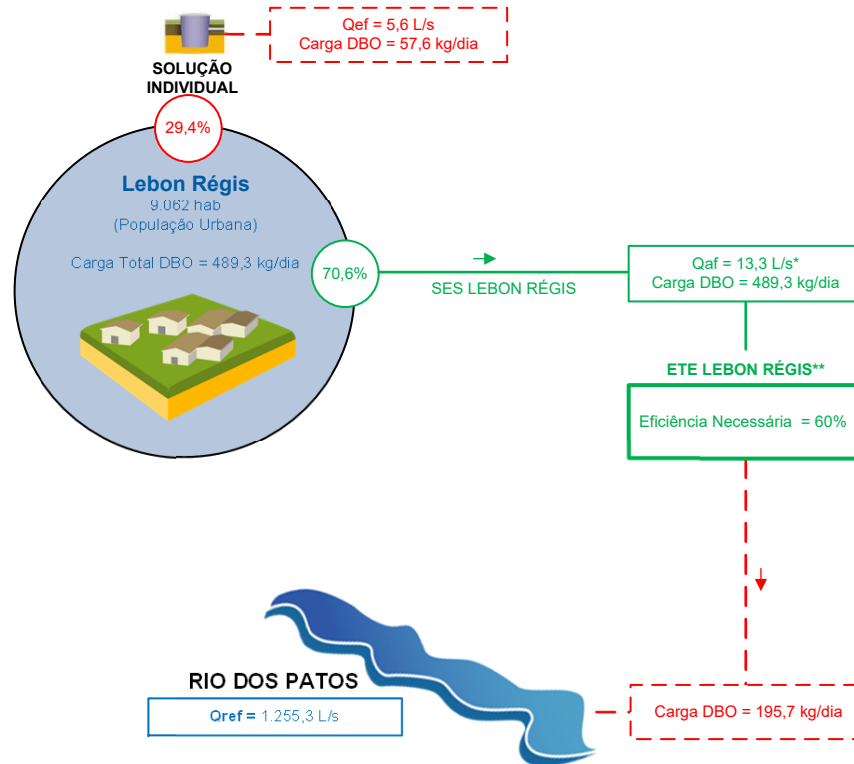 Qef = 5,6 L/s
Carga DBO = 57,6 kg/dia
SOLUÇÃO
INDIVIDUAL
29,4%
Lebon Régis
9.062 hab
(População Urbana)
Carga Total DBO = 489,3 kg/dia
70,6%
SES LEBON RÉGIS
Qaf = 13,3 L/s*
Carga DBO = 489,3 kg/dia
ETE LEBON RÉGIS**
Eficiência Necessária = 60%
RIO DOS PATOS
Qref = 1.255,3 L/s
Carga DBO = 195,7 kg/dia